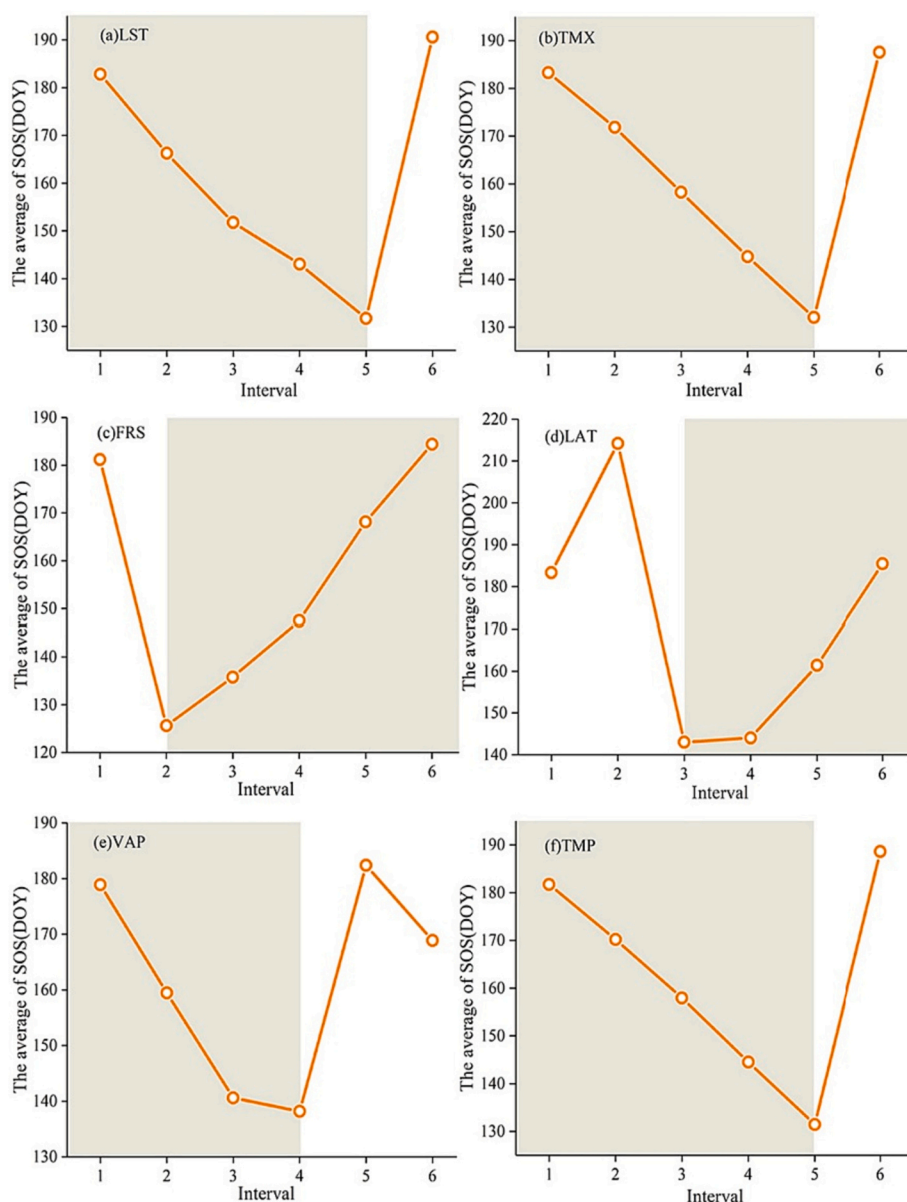 (a)LST
The average of SOS(DOY)
190
180
170
160
150
140
130
1 2 3 4 5 6
Interval
(b)TMX
The average of SOS(DOY)
190
180
170
160
150
140
130
1 2 3 4 5 6
Interval
(c)FRS
The average of SOS(DOY)
190
180
170
160
150
140
130
120
1 2 3 4 5 6
Interval
(d)LAT
The average of SOS(DOY)
220
210
200
190
180
170
160
150
140
1 2 3 4 5 6
Interval
(e)VAP
The average of SOS(DOY)
190
180
170
160
150
140
130
1 2 3 4 5 6
Interval
(f)TMP
The average of SOS(DOY)
190
180
170
160
150
140
130
1 2 3 4 5 6
Interval